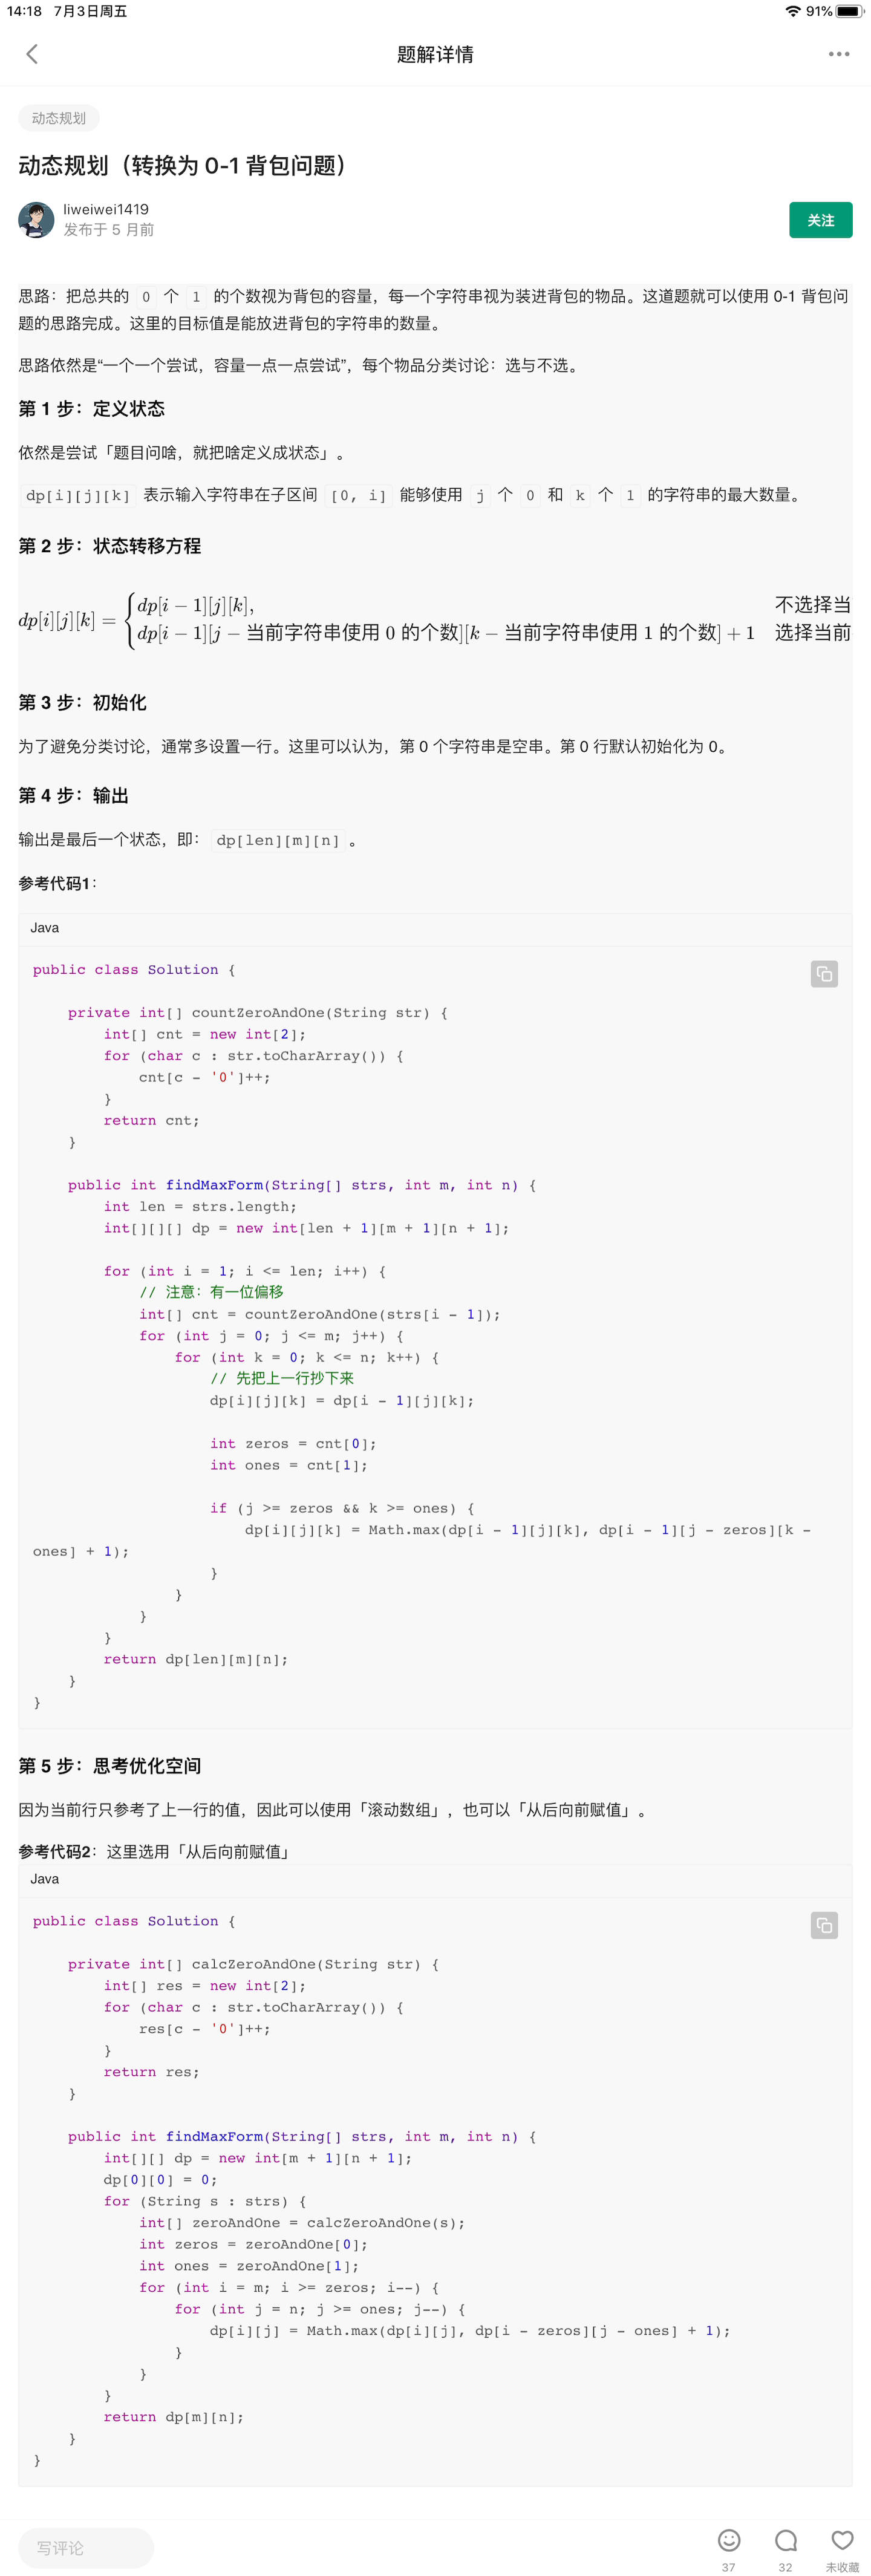 14:18 7月3日周五 91%
题解详情
动态规划
动态规划（转换为 0-1 背包问题）
liweiwei1419
发布于 5 月前
关注
思路：把总共的 0 个 1 的个数视为背包的容量，每一个字符串视为装进背包的物品。这道题就可以使用 0-1 背包问
题的思路完成。这里的目标值是能放进背包的字符串的数量。
思路依然是“一个一个尝试，容量一点一点尝试”，每个物品分类讨论：选与不选。
第 1 步：定义状态
依然是尝试「题目问啥，就把啥定义成状态」。
dp[i][j][k] 表示输入字符串在子区间 [0, i] 能够使用 j 个 0 和 k 个 1 的字符串的最大数量。
第 2 步：状态转移方程
dp[i][j][k] = { dp[i − 1][j][k], 不选择当
dp[i − 1][j − 当前字符串使用 0 的个数][k − 当前字符串使用 1 的个数] + 1 选择当前
第 3 步：初始化
为了避免分类讨论，通常多设置一行。这里可以认为，第 0 个字符串是空串。第 0 行默认初始化为 0。
第 4 步：输出
输出是最后一个状态，即： dp[len][m][n] 。
参考代码1：
Java
public class Solution {
    private int[] countZeroAndOne(String str) {
        int[] cnt = new int[2];
        for (char c : str.toCharArray()) {
            cnt[c - '0']++;
        }
        return cnt;
    }
    public int findMaxForm(String[] strs, int m, int n) {
        int len = strs.length;
        int[][][] dp = new int[len + 1][m + 1][n + 1];
        for (int i = 1; i <= len; i++) {
            // 注意：有一位偏移
            int[] cnt = countZeroAndOne(strs[i - 1]);
            for (int j = 0; j <= m; j++) {
                for (int k = 0; k <= n; k++) {
                    // 先把上一行抄下来
                    dp[i][j][k] = dp[i - 1][j][k];
                    int zeros = cnt[0];
                    int ones = cnt[1];
                    if (j >= zeros && k >= ones) {
                        dp[i][j][k] = Math.max(dp[i - 1][j][k], dp[i - 1][j - zeros][k -
ones] + 1);
                    }
                }
            }
        }
        return dp[len][m][n];
    }
}
第 5 步：思考优化空间
因为当前行只参考了上一行的值，因此可以使用「滚动数组」，也可以「从后向前赋值」。
参考代码2：这里选用「从后向前赋值」
Java
public class Solution {
    private int[] calcZeroAndOne(String str) {
        int[] res = new int[2];
        for (char c : str.toCharArray()) {
            res[c - '0']++;
        }
        return res;
    }
    public int findMaxForm(String[] strs, int m, int n) {
        int[][] dp = new int[m + 1][n + 1];
        dp[0][0] = 0;
        for (String s : strs) {
            int[] zeroAndOne = calcZeroAndOne(s);
            int zeros = zeroAndOne[0];
            int ones = zeroAndOne[1];
            for (int i = m; i >= zeros; i--) {
                for (int j = n; j >= ones; j--) {
                    dp[i][j] = Math.max(dp[i][j], dp[i - zeros][j - ones] + 1);
                }
            }
        }
        return dp[m][n];
    }
}
写评论
37 32 未收藏